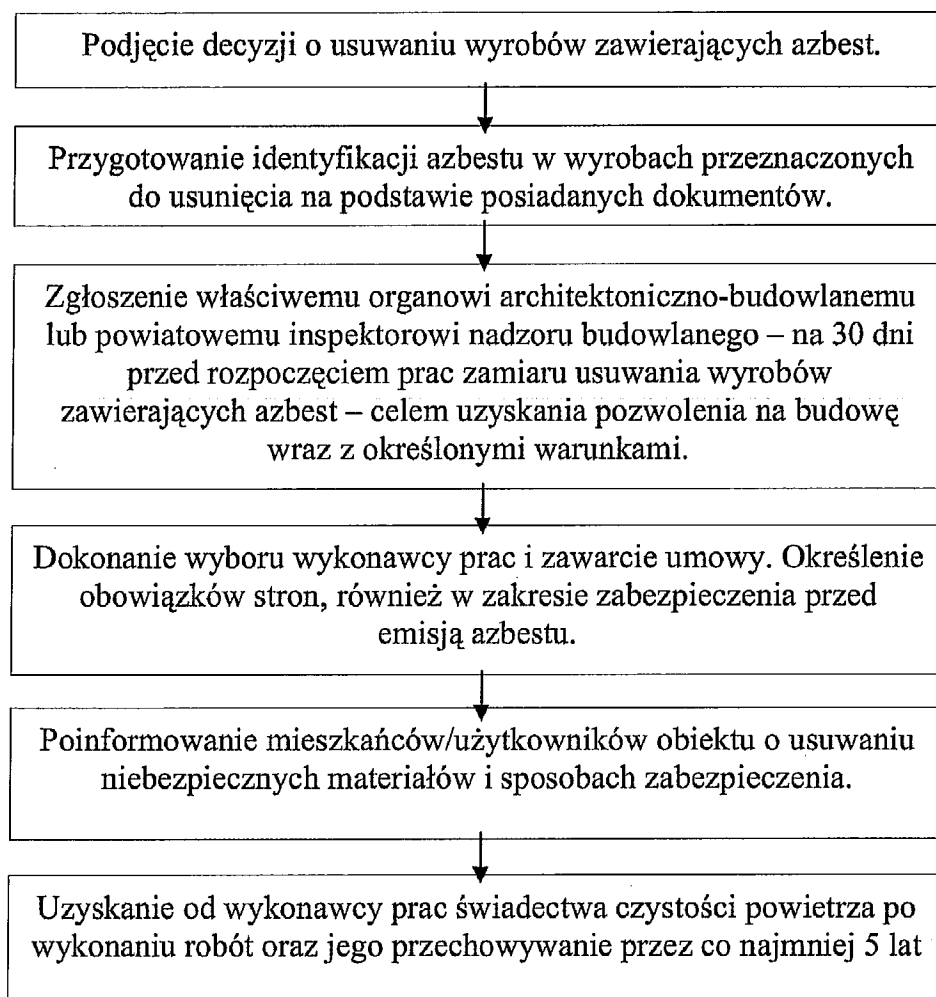 Podjęcie decyzji o usuwaniu wyrobów zawierających azbest.
Przygotowanie identyfikacji azbestu w wyrobach przeznaczonych
do usunięcia na podstawie posiadanych dokumentów.
Zgłoszenie właściwemu organowi architektoniczno-budowlanemu
lub powiatowemu inspektorowi nadzoru budowlanego – na 30 dni
przed rozpoczęciem prac zamiaru usuwania wyrobów
zawierających azbest – celem uzyskania pozwolenia na budowę
wraz z określonymi warunkami.
Dokonanie wyboru wykonawcy prac i zawarcie umowy. Określenie
obowiązków stron, również w zakresie zabezpieczenia przed
emisją azbestu.
Poinformowanie mieszkańców/użytkowników obiektu o usuwaniu
niebezpiecznych materiałów i sposobach zabezpieczenia.
Uzyskanie od wykonawcy prac świadectwa czystości powietrza po
wykonaniu robót oraz jego przechowywanie przez co najmniej 5 lat